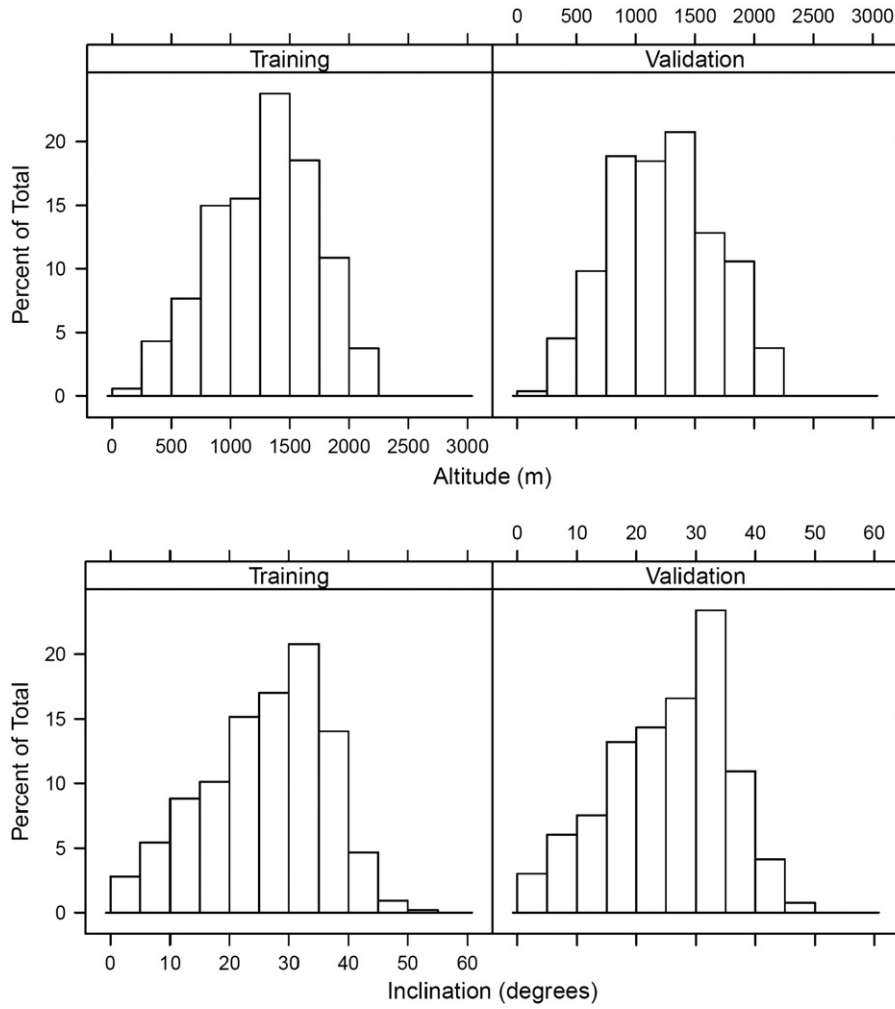 0 500 1000 1500 2000 2500 3000
Training Validation
Percent of Total
20
15
10
5
0
0 500 1000 1500 2000 2500 3000
Altitude (m)
0 10 20 30 40 50 60
Training Validation
Percent of Total
20
15
10
5
0
0 10 20 30 40 50 60
Inclination (degrees)